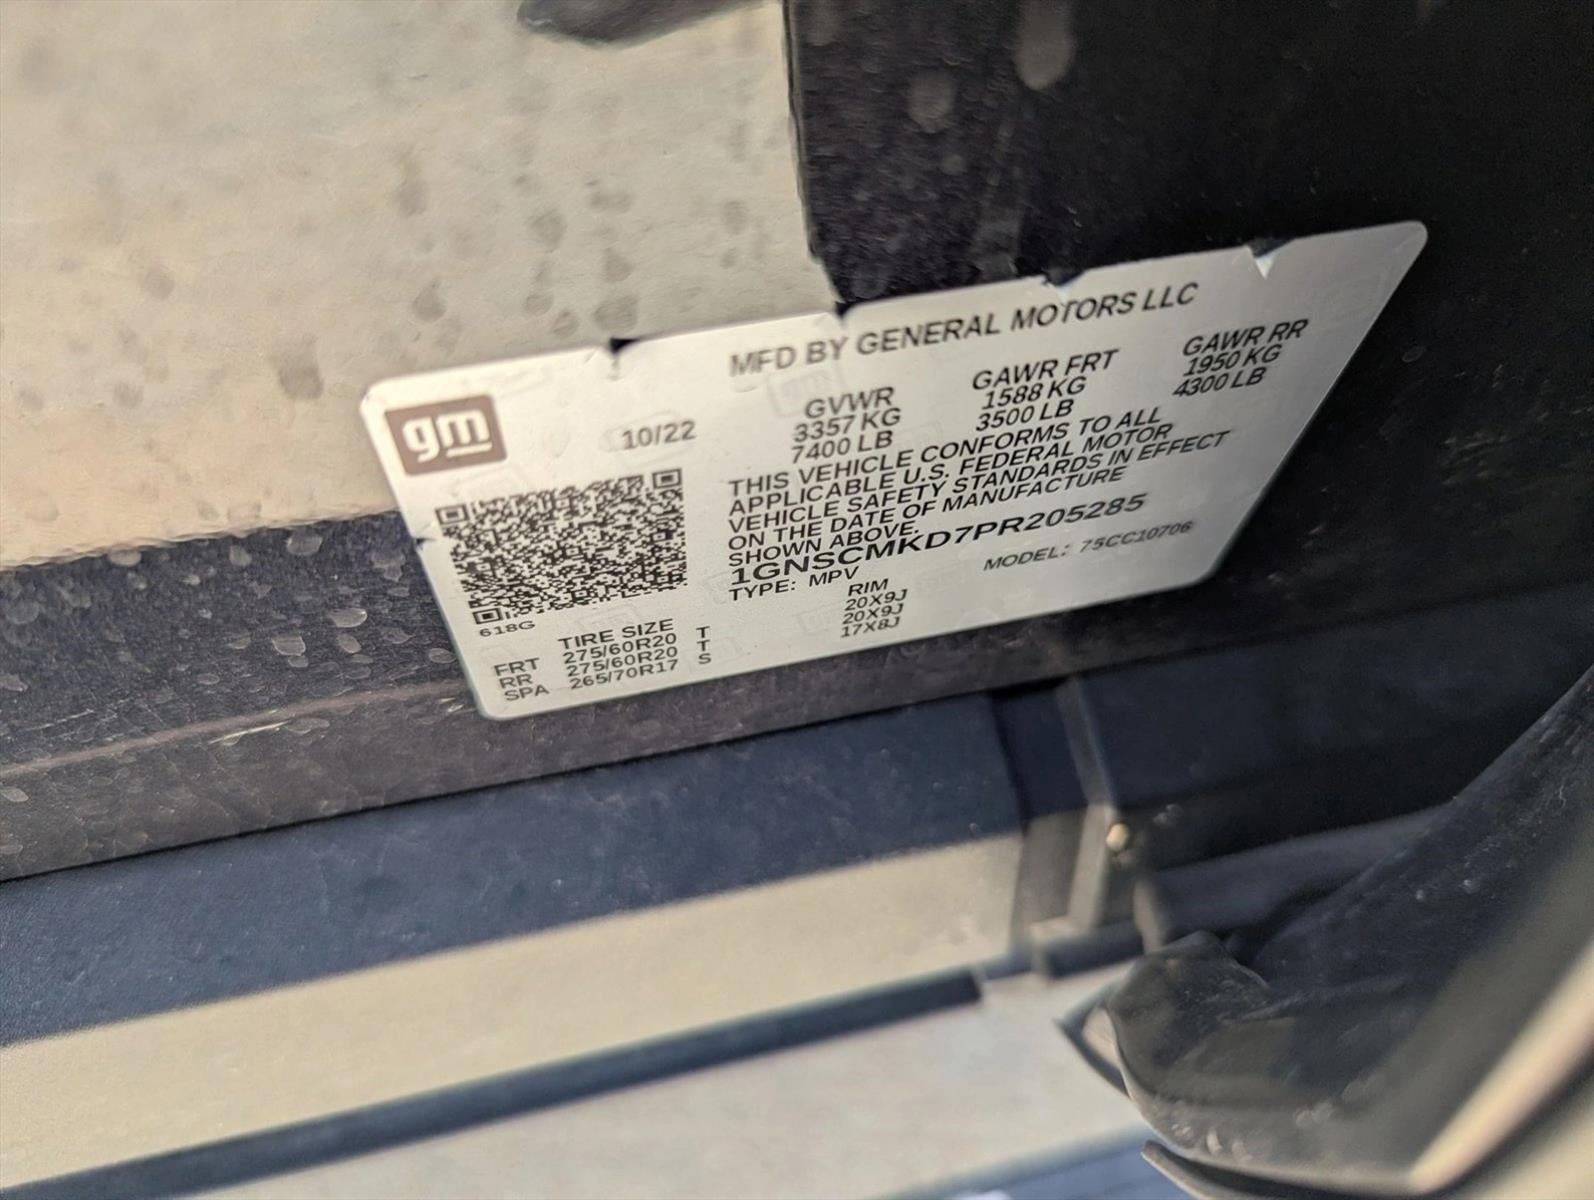 MFD BY GENERAL MOTORS LLC
gm
10/22
GVWR GAWR FRT GAWR RR
3357 KG 1588 KG 1950 KG
7400 LB 3500 LB 4300 LB
THIS VEHICLE CONFORMS TO ALL
APPLICABLE U.S. FEDERAL MOTOR
VEHICLE SAFETY STANDARDS IN EFFECT
ON THE DATE OF MANUFACTURE
SHOWN ABOVE.
1GNSCMKD7PR205285
TYPE: MPV MODEL: 75CC10706
618G
TIRE SIZE RIM
FRT 275/60R20 T 20X9J
RR 275/60R20 T 20X9J
SPA 265/70R17 S 17X8J